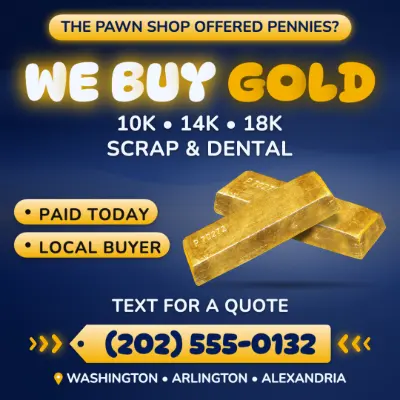 THE PAWN SHOP OFFERED PENNIES?
WE BUY GOLD
10K • 14K • 18K
SCRAP & DENTAL
• PAID TODAY
• LOCAL BUYER
TEXT FOR A QUOTE
(202) 555-0132
WASHINGTON • ARLINGTON • ALEXANDRIA